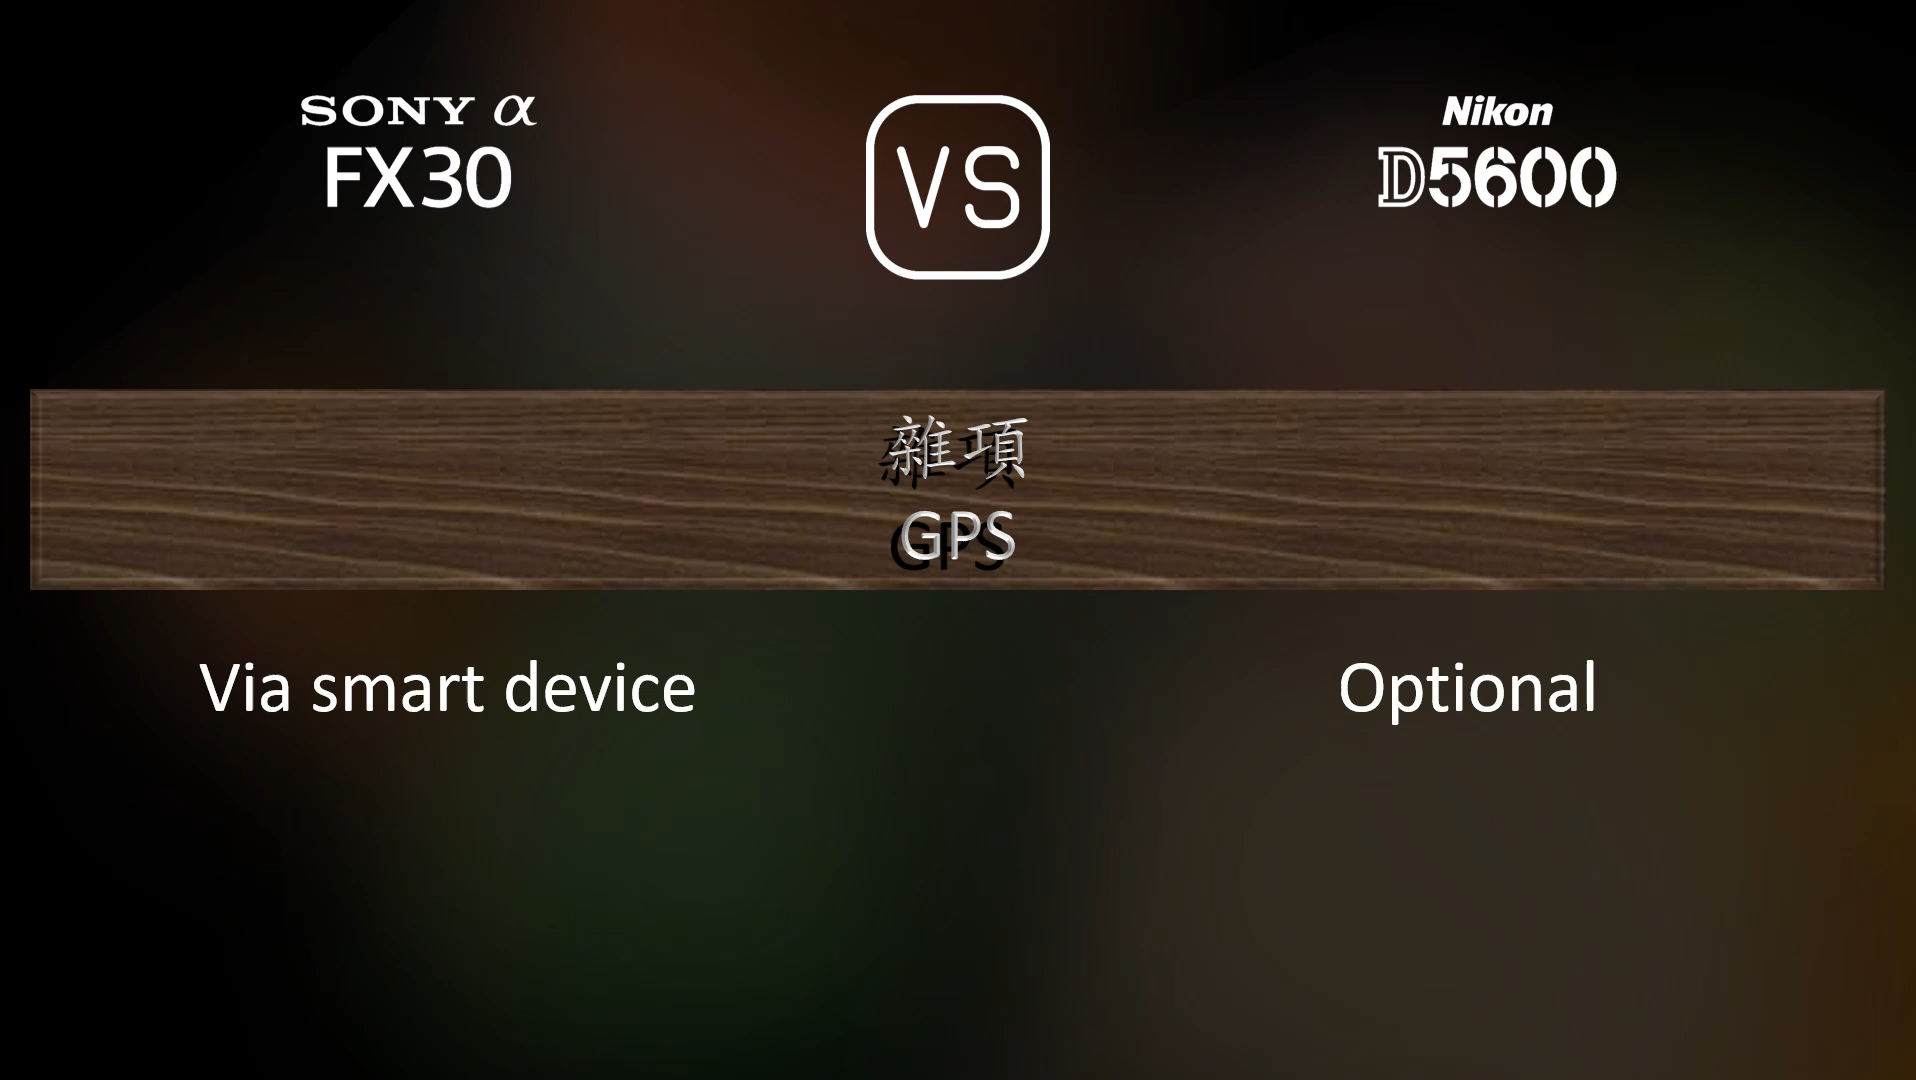 SONY α
FX30
VS
Nikon
D5600
雜項
GPS
Via smart device
Optional